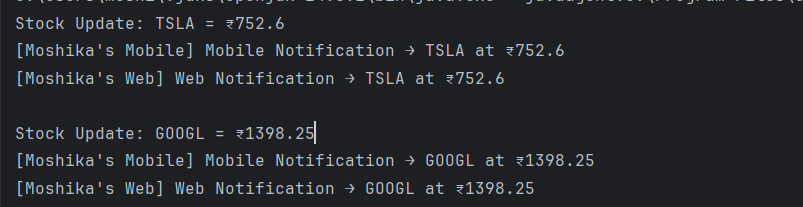 Stock Update: TSLA = ₹752.6
[Moshika's Mobile] Mobile Notification → TSLA at ₹752.6
[Moshika's Web] Web Notification → TSLA at ₹752.6
Stock Update: GOOGL = ₹1398.25
[Moshika's Mobile] Mobile Notification → GOOGL at ₹1398.25
[Moshika's Web] Web Notification → GOOGL at ₹1398.25